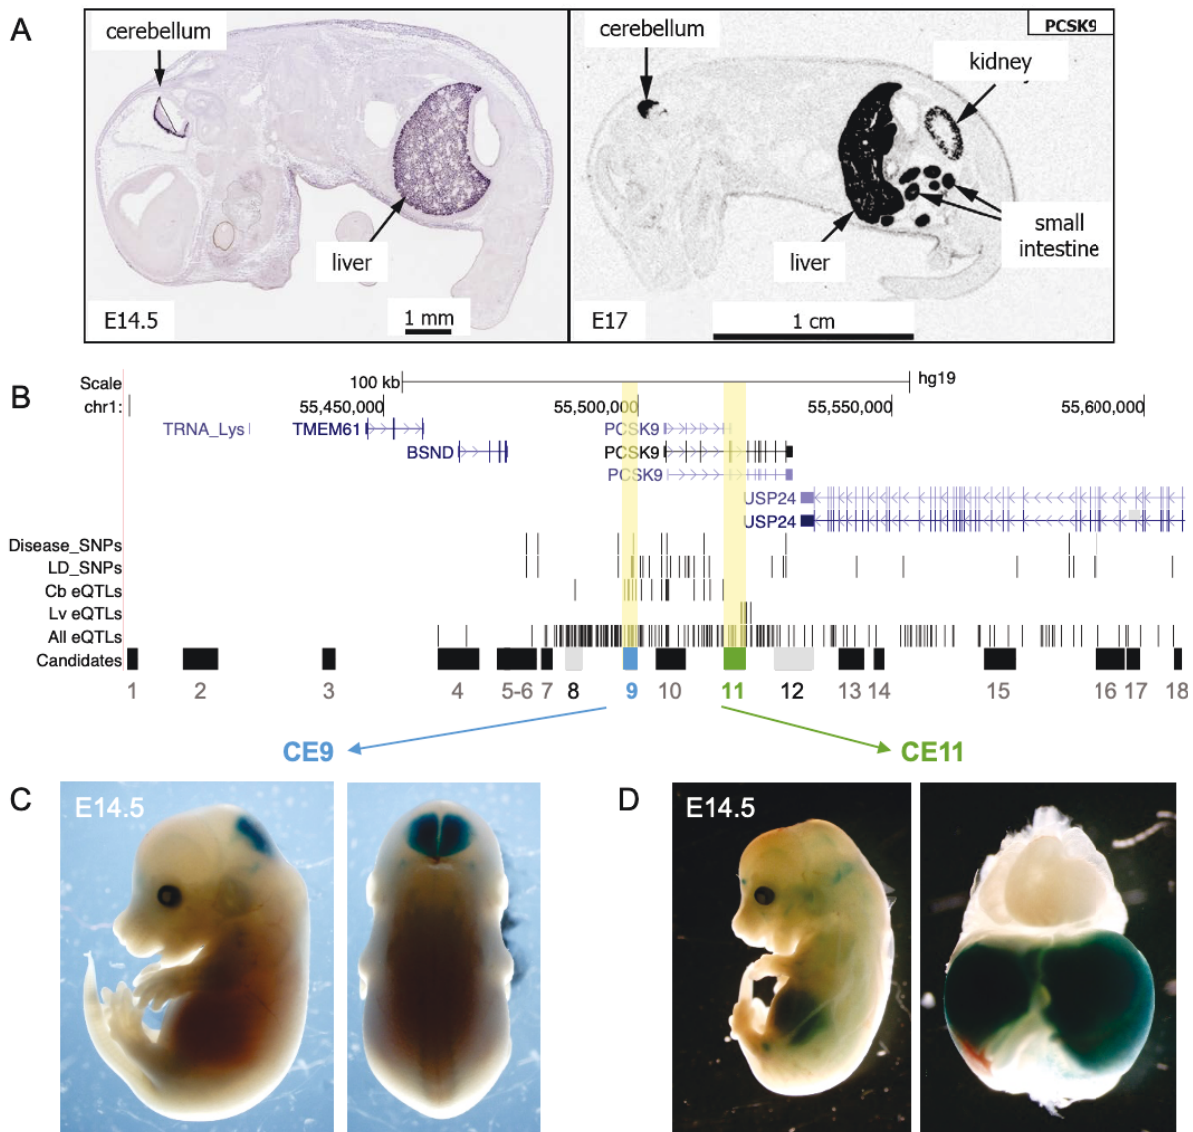 A
cerebellum
liver
E14.5
1 mm
PCSK9
cerebellum
kidney
small
intestine
liver
E17
1 cm
B
Scale
100 kb
hg19
chr1:
55,450,000
55,500,000
55,550,000
55,600,000
TRNA_Lys
TMEM61
PCSK9
BSND
PCSK9
PCSK9
USP24
USP24
Disease_SNPs
LD_SNPs
Cb eQTLs
Lv eQTLs
All eQTLs
Candidates
1 2 3 4 5-6 7 8 9 10 11 12 13 14 15 16 17 18
CE9
CE11
C
E14.5
D
E14.5